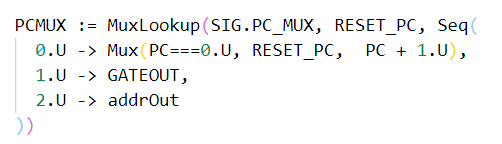 PCMUX := MuxLookup(SIG.PC_MUX, RESET_PC, Seq(
  0.U -> Mux(PC===0.U, RESET_PC,  PC + 1.U),
  1.U -> GATEOUT,
  2.U -> addrOut
))